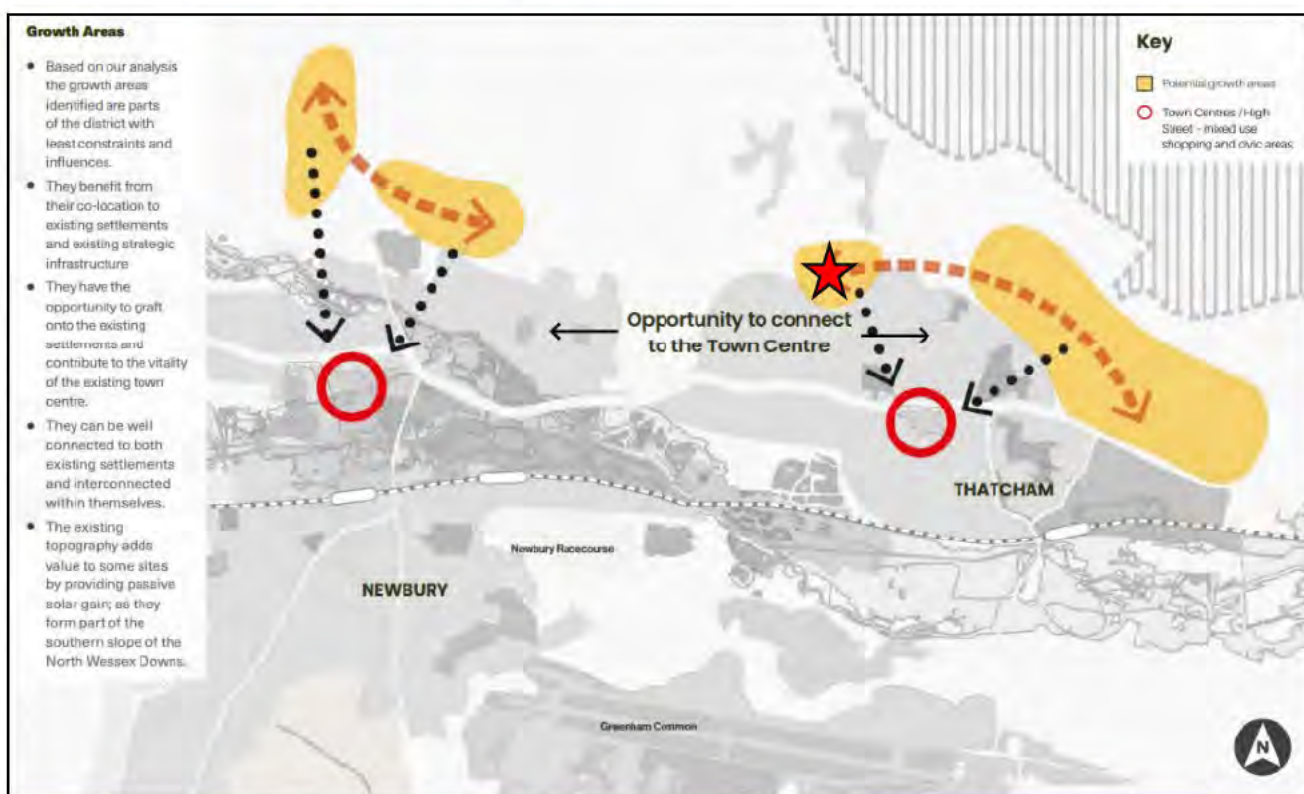 Growth Areas
• Based on our analysis
the growth areas
identified are parts
of the district with
least constraints and
influences.
• They benefit from
their co-location to
existing settlements
and existing strategic
infrastructure
• They have the
opportunity to graft
onto the existing
settlements and
contribute to the vitality
of the existing town
centre.
• They can be well
connected to both
existing settlements
and interconnected
within themselves.
• The existing
topography adds
value to some sites
by providing passive
solar gain; as they
form part of the
southern slope of the
North Wessex Downs.
Key
Potential growth areas
Town Centres / High
Street - mixed use
shopping and civic areas
Opportunity to connect
to the Town Centre
THATCHAM
Newbury Racecourse
NEWBURY
Greenham Common
N